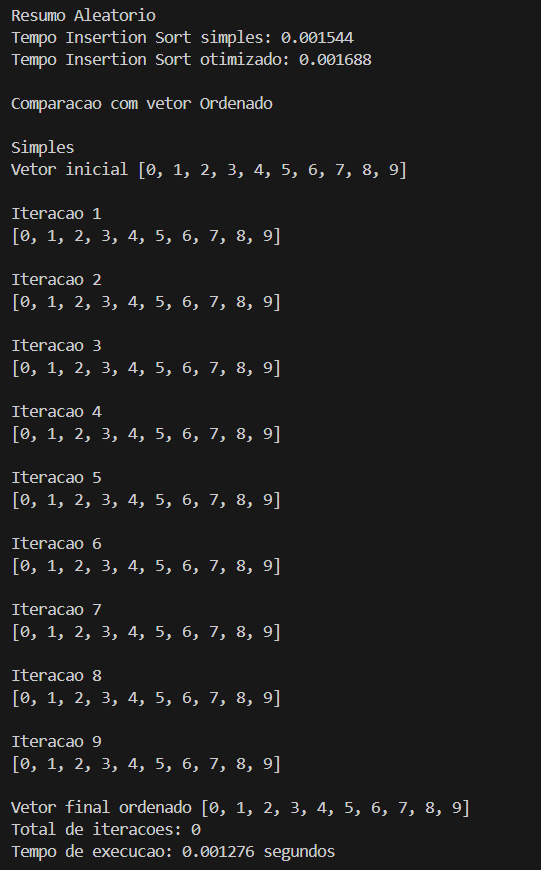 Resumo Aleatorio
Tempo Insertion Sort simples: 0.001544
Tempo Insertion Sort otimizado: 0.001688
Comparacao com vetor Ordenado
Simples
Vetor inicial [0, 1, 2, 3, 4, 5, 6, 7, 8, 9]
Iteracao 1
[0, 1, 2, 3, 4, 5, 6, 7, 8, 9]
Iteracao 2
[0, 1, 2, 3, 4, 5, 6, 7, 8, 9]
Iteracao 3
[0, 1, 2, 3, 4, 5, 6, 7, 8, 9]
Iteracao 4
[0, 1, 2, 3, 4, 5, 6, 7, 8, 9]
Iteracao 5
[0, 1, 2, 3, 4, 5, 6, 7, 8, 9]
Iteracao 6
[0, 1, 2, 3, 4, 5, 6, 7, 8, 9]
Iteracao 7
[0, 1, 2, 3, 4, 5, 6, 7, 8, 9]
Iteracao 8
[0, 1, 2, 3, 4, 5, 6, 7, 8, 9]
Iteracao 9
[0, 1, 2, 3, 4, 5, 6, 7, 8, 9]
Vetor final ordenado [0, 1, 2, 3, 4, 5, 6, 7, 8, 9]
Total de iteracoes: 0
Tempo de execucao: 0.001276 segundos